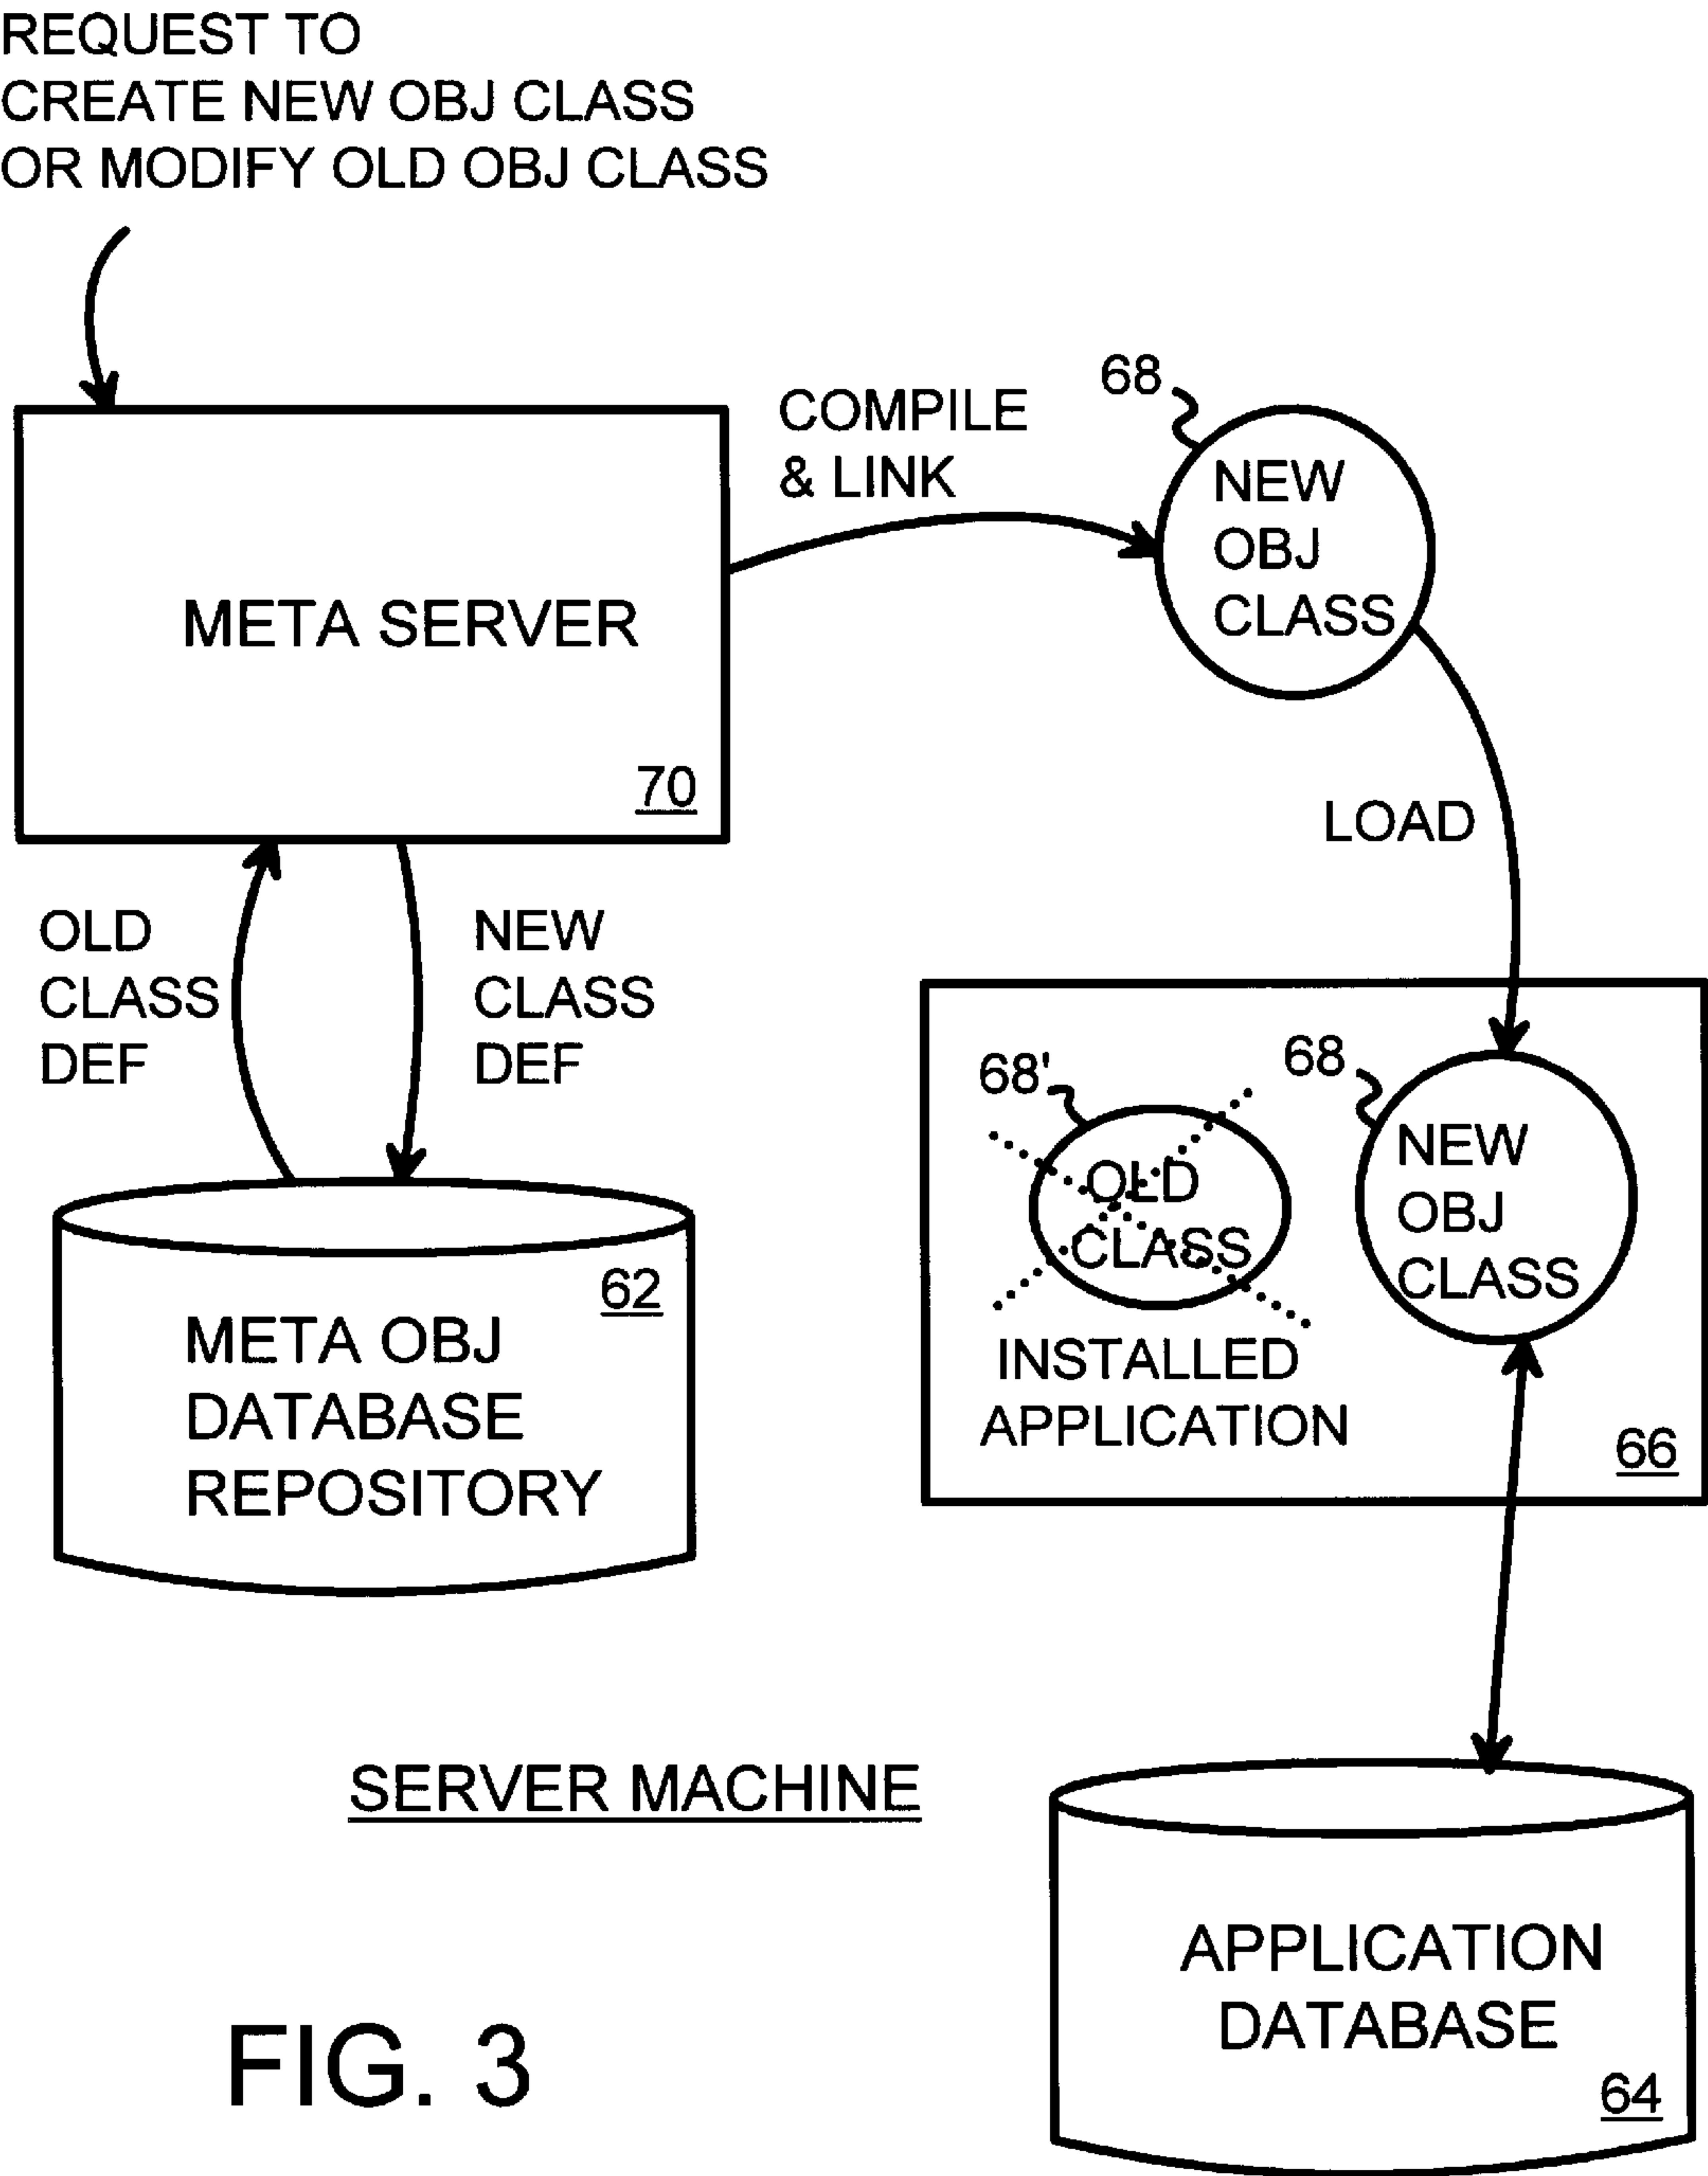 REQUEST TO
CREATE NEW OBJ CLASS
OR MODIFY OLD OBJ CLASS
COMPILE
& LINK
68
NEW
OBJ
CLASS
META SERVER
70
LOAD
OLD
CLASS
DEF
NEW
CLASS
DEF
68'
OLD
CLASS
68
NEW
OBJ
CLASS
INSTALLED
APPLICATION
66
62
META OBJ
DATABASE
REPOSITORY
SERVER MACHINE
APPLICATION
DATABASE
64
FIG. 3